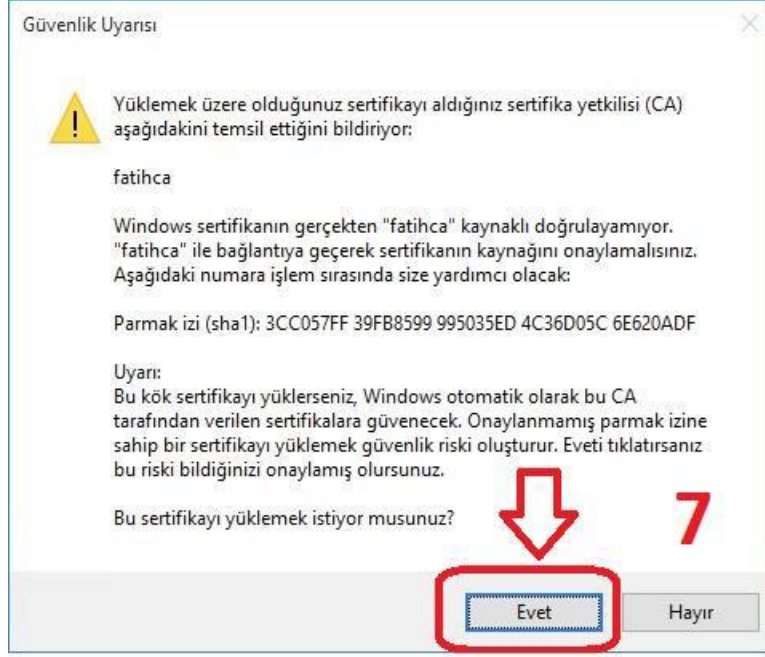 Güvenlik Uyarısı
Yüklemek üzere olduğunuz sertifikayı aldığınız sertifika yetkilisi (CA)
aşağıdakini temsil ettiğini bildiriyor:
fatihca
Windows sertifikanın gerçekten "fatihca" kaynaklı doğrulayamıyor.
"fatihca" ile bağlantıya geçerek sertifikanın kaynağını onaylamalısınız.
Aşağıdaki numara işlem sırasında size yardımcı olacak:
Parmak izi (sha1): 3CC057FF 39FB8599 995035ED 4C36D05C 6E620ADF
Uyarı:
Bu kök sertifikayı yüklerseniz, Windows otomatik olarak bu CA
tarafından verilen sertifikalara güvenecek. Onaylanmamış parmak izine
sahip bir sertifikayı yüklemek güvenlik riski oluşturur. Eveti tıklatırsanız
bu riski bildiğinizi onaylamış olursunuz.
Bu sertifikayı yüklemek istiyor musunuz?
7
Evet
Hayır